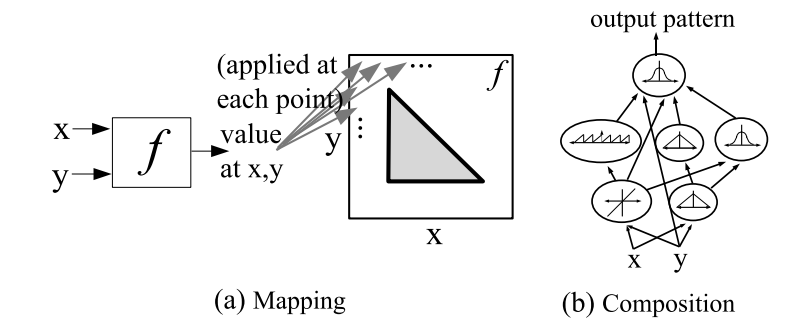 x
y
f
(applied at
each point)
value
at x,y
y
...
...
f
x
(a) Mapping
output pattern
x y
(b) Composition